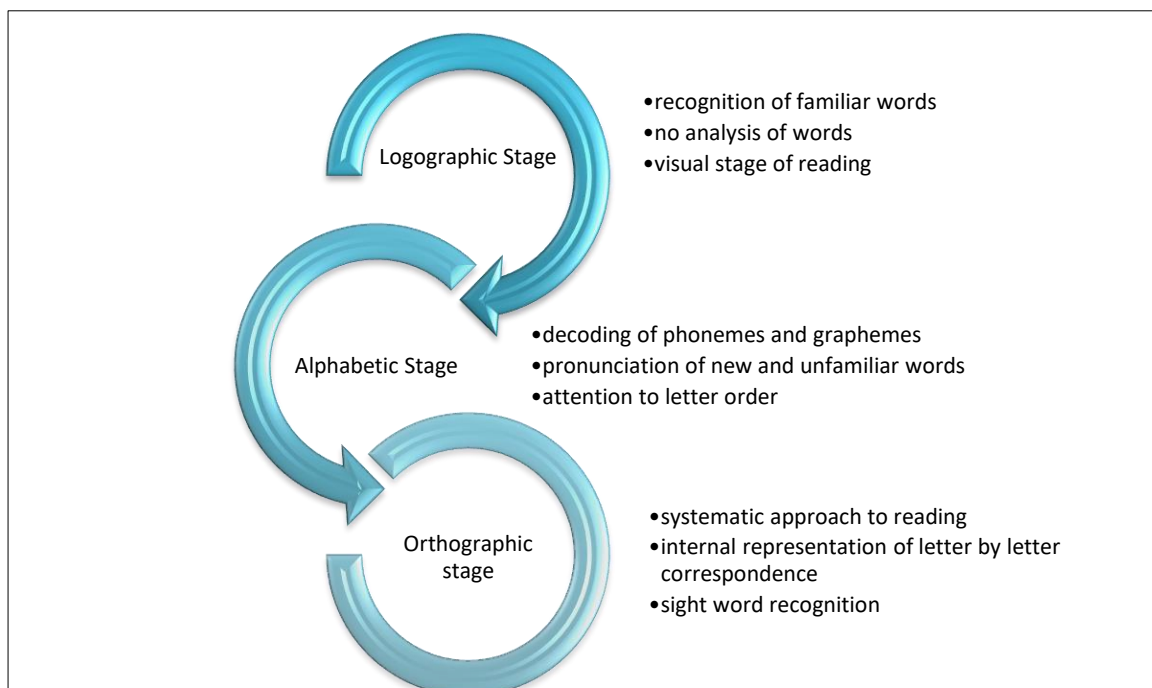 Logographic Stage
•recognition of familiar words
•no analysis of words
•visual stage of reading
Alphabetic Stage
•decoding of phonemes and graphemes
•pronunciation of new and unfamiliar words
•attention to letter order
Orthographic
stage
•systematic approach to reading
•internal representation of letter by letter
correspondence
•sight word recognition